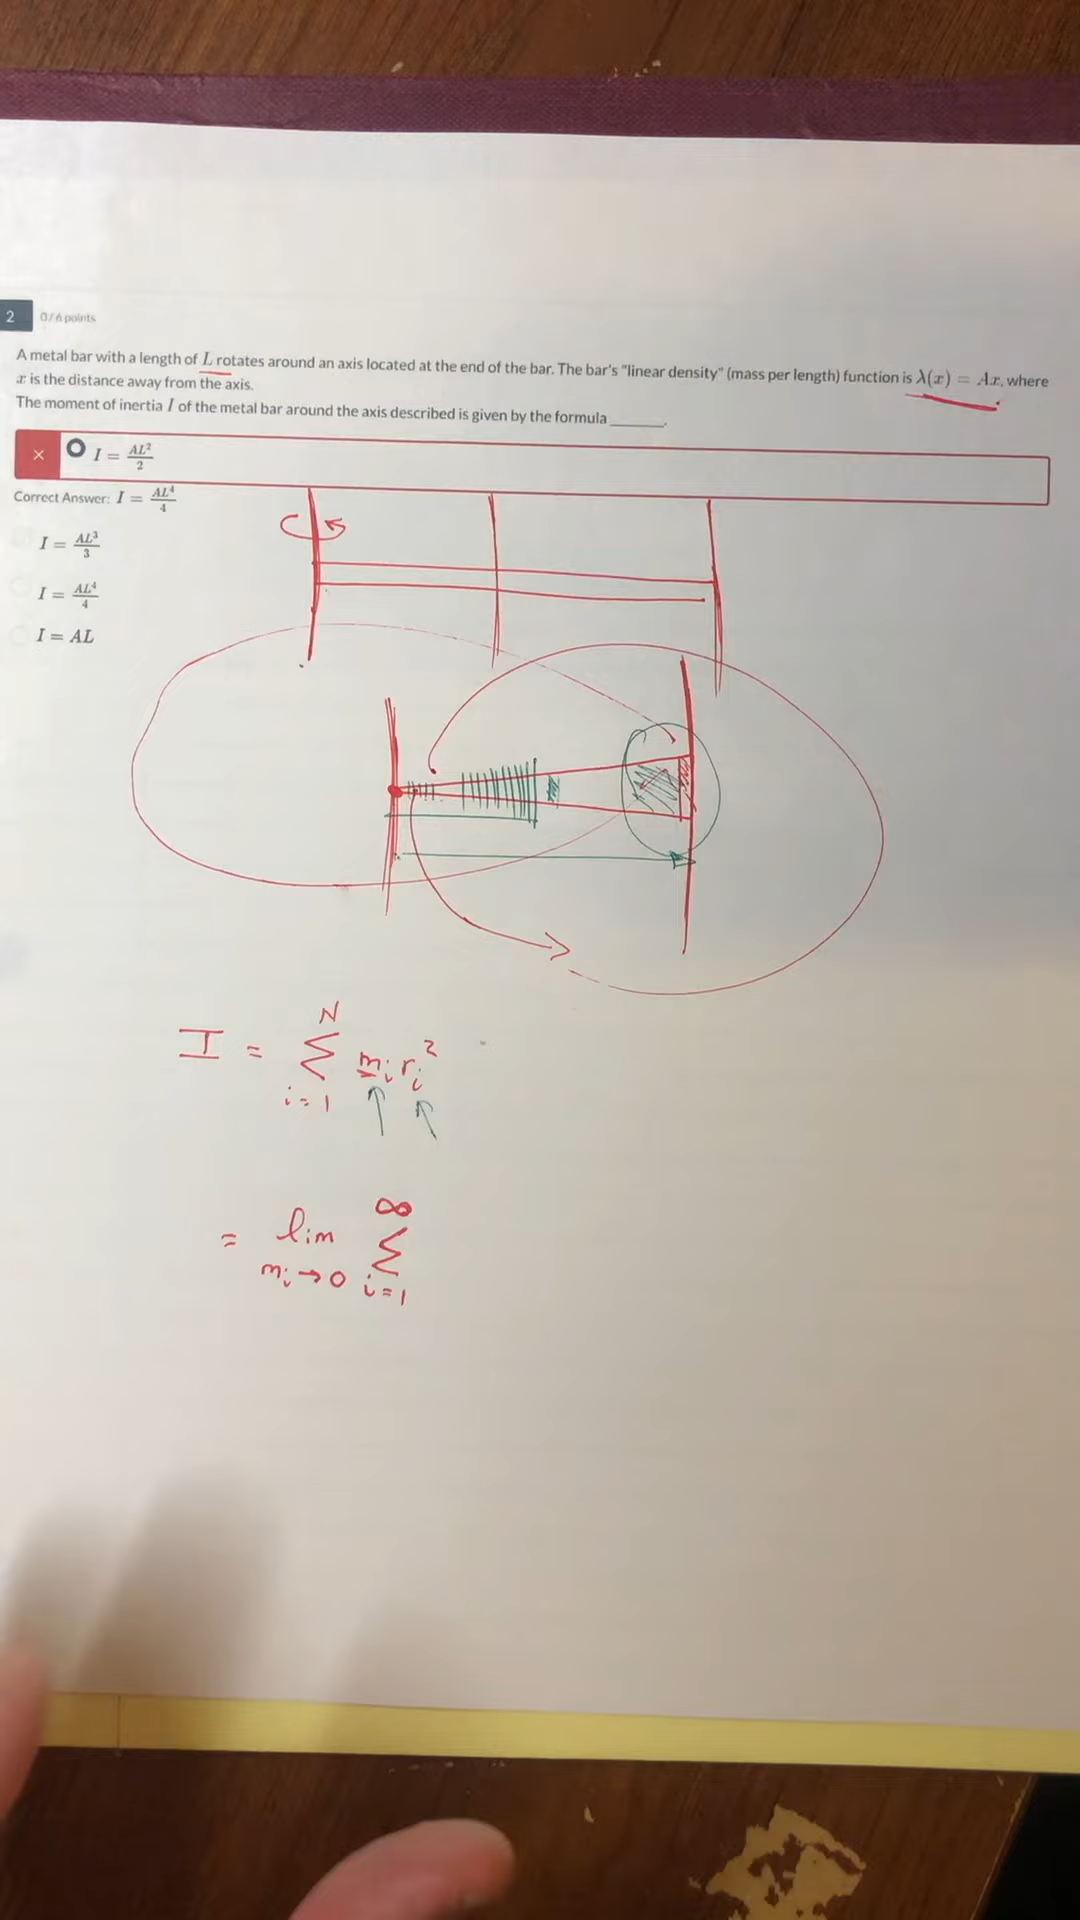 2 0/6 points
A metal bar with a length of L rotates around an axis located at the end of the bar. The bar's "linear density" (mass per length) function is λ(x) = Ax, where
x is the distance away from the axis.
The moment of inertia I of the metal bar around the axis described is given by the formula ______.
× I = AL²/2
Correct Answer: I = AL⁴/4
I = AL³/3
I = AL⁴/4
I = AL
I = N Σ i=1 mᵢ rᵢ²
= lim mᵢ→0 ∞ Σ i=1